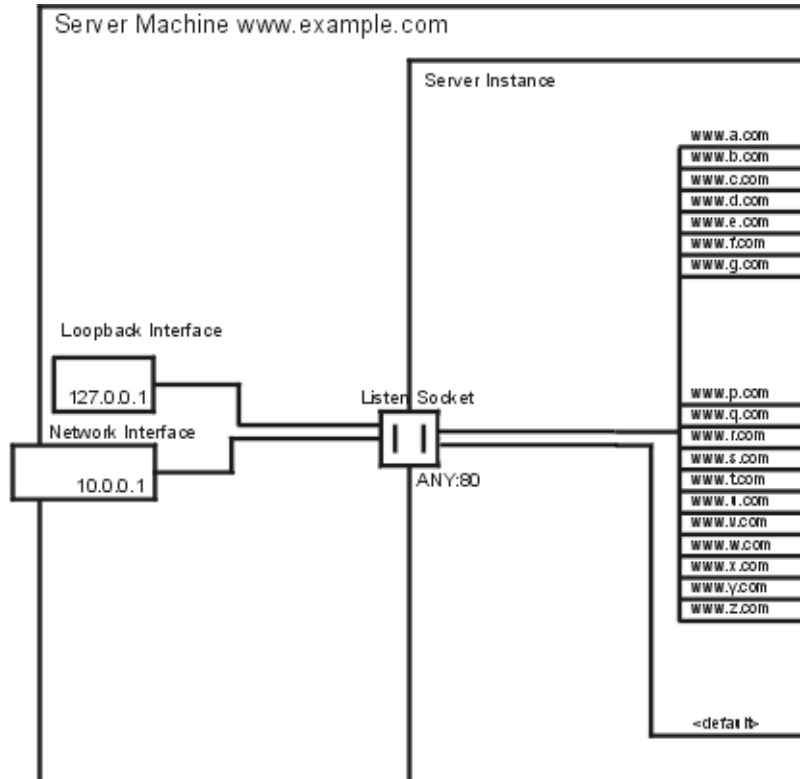 Server Machine www.example.com
Server Instance
www.a.com
www.b.com
www.c.com
www.d.com
www.e.com
www.f.com
www.g.com
Loopback Interface
127.0.0.1
Listen Socket
Network Interface
10.0.0.1
ANY:80
www.p.com
www.q.com
www.r.com
www.s.com
www.t.com
www.u.com
www.v.com
www.w.com
www.x.com
www.y.com
www.z.com
<default>